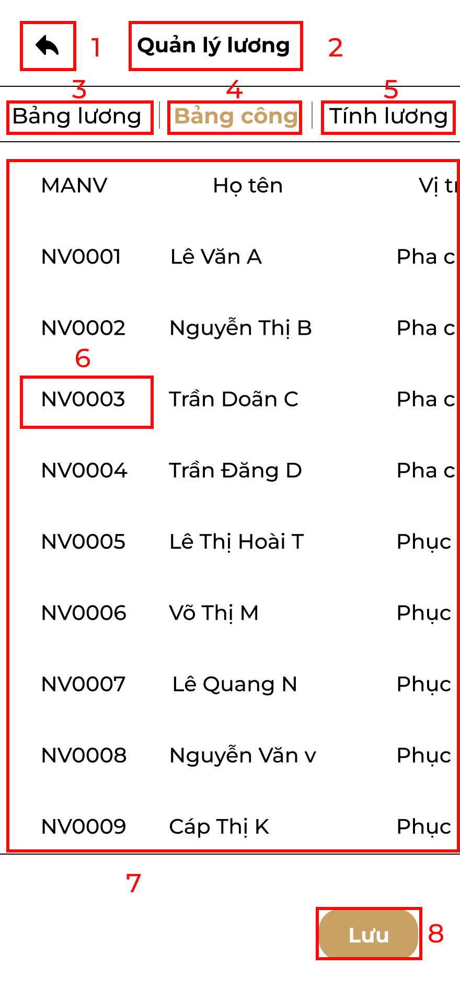 1 Quản lý lương 2
3 4 5
Bảng lương Bảng công Tính lương
MANV Họ tên Vị tr
NV0001 Lê Văn A Pha c
NV0002 Nguyễn Thị B Pha c
6
NV0003 Trần Doãn C Pha c
NV0004 Trần Đăng D Pha c
NV0005 Lê Thị Hoài T Phục
NV0006 Võ Thị M Phục
NV0007 Lê Quang N Phục
NV0008 Nguyễn Văn v Phục
NV0009 Cáp Thị K Phục
7
Lưu 8